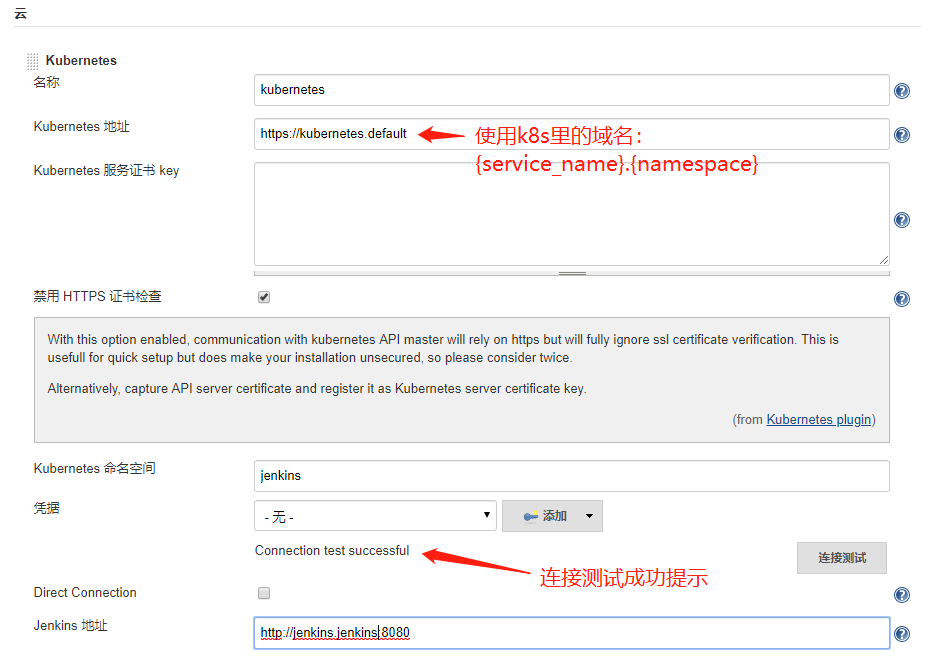 云
Kubernetes
名称
kubernetes
Kubernetes 地址
https://kubernetes.default
使用k8s里的域名：
{service_name}.{namespace}
Kubernetes 服务证书 key
禁用 HTTPS 证书检查
With this option enabled, communication with kubernetes API master will rely on https but will fully ignore ssl certificate verification. This is
usefull for quick setup but does make your installation unsecured, so please consider twice.
Alternatively, capture API server certificate and register it as Kubernetes server certificate key.
(from Kubernetes plugin)
Kubernetes 命名空间
jenkins
凭据
- 无 -
添加
Connection test successful
连接测试
连接测试成功提示
Direct Connection
Jenkins 地址
http://jenkins.jenkins:8080